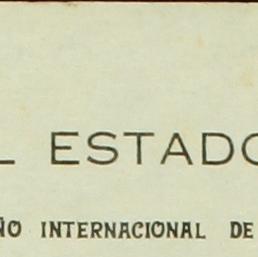 L ESTADO
ÑO INTERNACIONAL DE